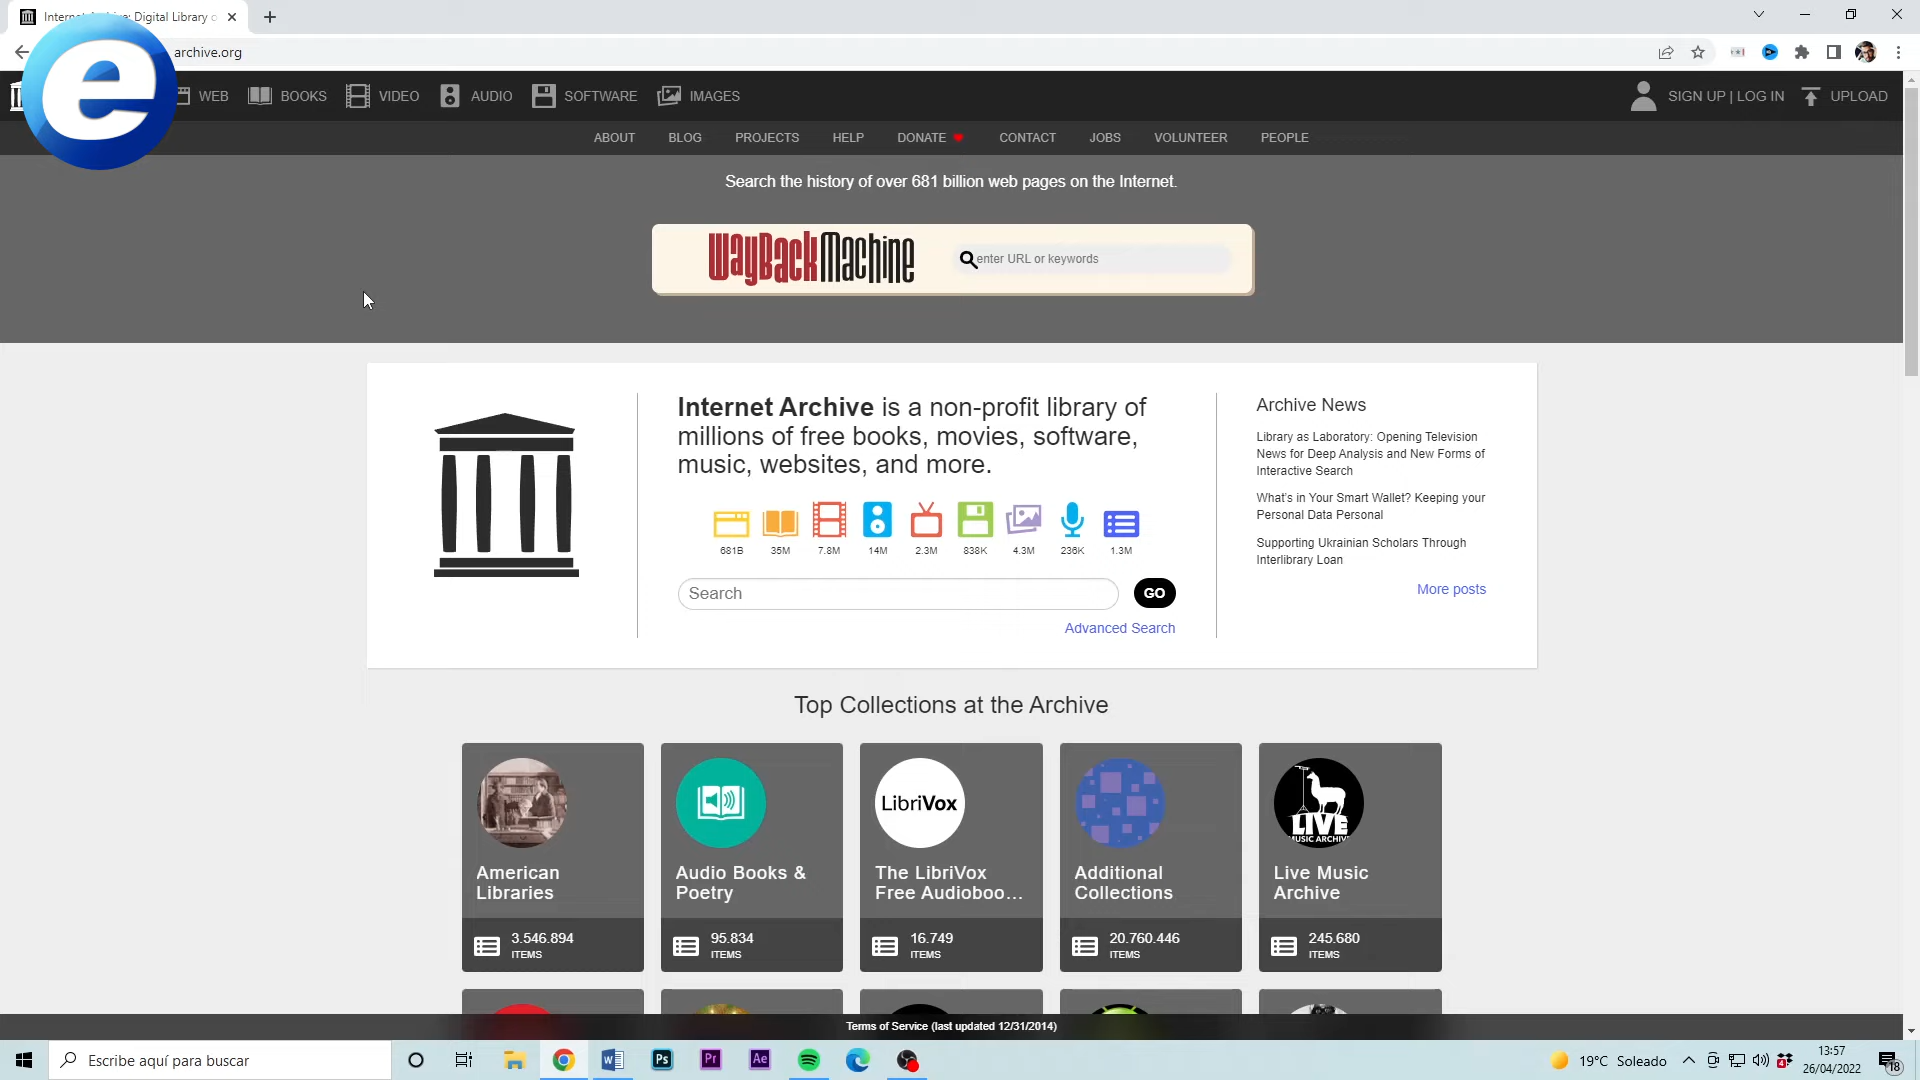 Internet Archive: Digital Library o
archive.org
WEB
BOOKS
VIDEO
AUDIO
SOFTWARE
IMAGES
SIGN UP | LOG IN
UPLOAD
ABOUT
BLOG
PROJECTS
HELP
DONATE
CONTACT
JOBS
VOLUNTEER
PEOPLE
Search the history of over 681 billion web pages on the Internet.
WayBackMachine
enter URL or keywords
Internet Archive is a non-profit library of
millions of free books, movies, software,
music, websites, and more.
681B
35M
7.8M
14M
2.3M
838K
4.3M
236K
1.3M
Search
GO
Advanced Search
Archive News
Library as Laboratory: Opening Television
News for Deep Analysis and New Forms of
Interactive Search
What's in Your Smart Wallet? Keeping your
Personal Data Personal
Supporting Ukrainian Scholars Through
Interlibrary Loan
More posts
Top Collections at the Archive
American
Libraries
3.546.894
ITEMS
Audio Books &
Poetry
95.834
ITEMS
LibriVox
The LibriVox
Free Audioboo...
16.749
ITEMS
Additional
Collections
20.760.446
ITEMS
LIVE
MUSIC ARCHIVE
Live Music
Archive
245.680
ITEMS
Terms of Service (last updated 12/31/2014)
Escribe aquí para buscar
Ps
Pr
Ae
19°C Soleado
13:57
26/04/2022
18